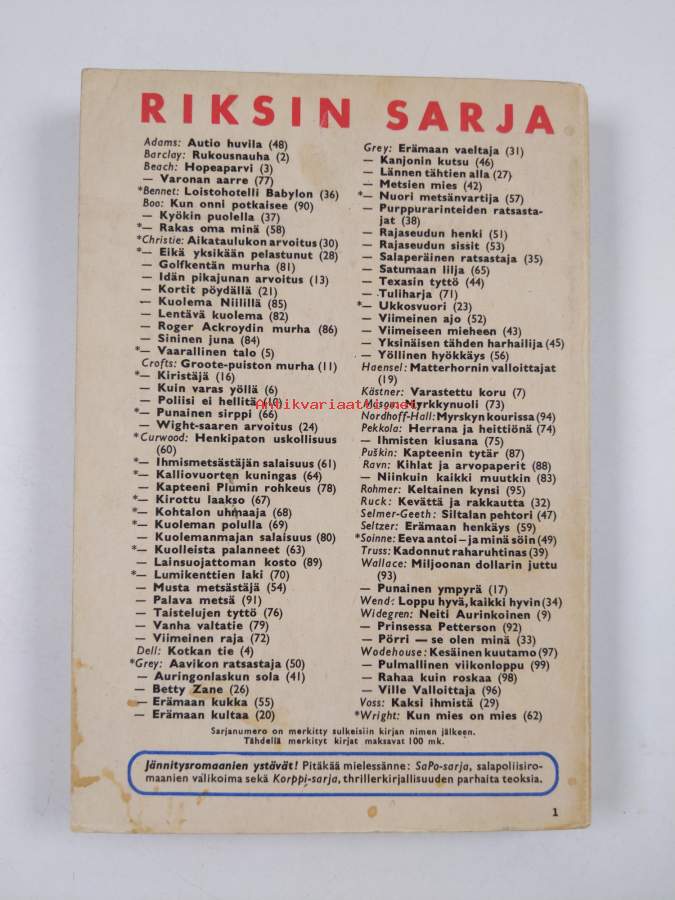 RIKSIN SARJA
Adams: Autio huvila (48)
Barclay: Rukousnauha (2)
Beach: Hopeaparvi (3)
— Varonan aarre (77)
*Bennet: Loistohotelli Babylon (36)
Boo: Kun onni potkaisee (90)
— Kyökin puolella (37)
*— Rakas oma minä (58)
*Christie: Aikataulukon arvoitus (30)
*— Eikä yksikään pelastunut (28)
— Golfkentän murha (81)
— Idän pikajunan arvoitus (13)
— Kortit pöydällä (21)
— Kuolema Niilillä (85)
— Lentävä kuolema (82)
— Roger Ackroydin murha (86)
— Sininen juna (84)
*— Vaarallinen talo (5)
Crofts: Groote-puiston murha (11)
*— Kiristäjä (16)
— Kuin varas yöllä (6)
— Poliisi ei hellitä
*— Punainen sirppi (66)
— Wight-saaren arvoitus (24)
*Curwood: Henkipaton uskollisuus
(60)
*— Ihmismetsästäjän salaisuus (61)
*— Kalliovuorten kuningas (64)
— Kapteeni Plumin rohkeus (78)
*— Kirottu laakso (67)
*— Kohtalon uhmaaja (68)
*— Kuoleman polulla (69)
— Kuolemanmajan salaisuus (80)
*— Kuolleista palanneet (63)
— Lainsuojattoman kosto (89)
*— Lumikenttien laki (70)
— Musta metsästäjä (54)
— Palava metsä (91)
— Taistelujen tyttö (76)
— Vanha valtatie (79)
— Viimeinen raja (72)
Dell: Kotkan tie (4)
*Grey: Aavikon ratsastaja (50)
— Auringonlaskun sola (41)
— Betty Zane (26)
— Erämaan kukka (55)
— Erämaan kultaa (20)
Grey: Erämaan vaeltaja (31)
— Kanjonin kutsu (46)
— Lännen tähtien alla (27)
— Metsien mies (42)
*— Nuori metsänvartija (57)
— Purppurarinteiden ratsasta-
jat (38)
— Rajaseudun henki (51)
— Rajaseudun sissit (53)
— Salaperäinen ratsastaja (35)
— Satumaan lilja (65)
— Texasin tyttö (44)
— Tuliharja (71)
*— Ukkosvuori (23)
— Viimeinen ajo (52)
— Viimeiseen mieheen (43)
— Yksinäisen tähden harhailija (45)
— Yöllinen hyökkäys (56)
Haensel: Matterhornin valloittajat
(19)
Kästner: Varastettu koru (7)
Mason: Myrkkynuoli (73)
Nordhoff-Hall: Myrskyn kourissa (94)
Pekkola: Herrana ja heittiönä (74)
— Ihmisten kiusana (75)
Puškin: Kapteenin tytär (87)
Ravn: Kihlat ja arvopaperit (88)
— Niinkuin kaikki muutkin (83)
Rohmer: Keltainen kynsi (95)
Ruck: Kevättä ja rakkautta (32)
Selmer-Geeth: Siltalan pehtori (47)
Seltzer: Erämaan henkäys (59)
*Soinne: Eeva antoi – ja minä söin (49)
Truss: Kadonnut raharuhtinas (39)
Wallace: Miljoonan dollarin juttu
(93)
— Punainen ympyrä (17)
Wend: Loppu hyvä, kaikki hyvin (34)
Widegren: Neiti Aurinkoinen (9)
— Prinsessa Petterson (92)
— Pörri — se olen minä (33)
Wodehouse: Kesäinen kuutamo (97)
— Pulmallinen viikonloppu (99)
— Rahaa kuin roskaa (98)
— Ville Valloittaja (96)
Voss: Kaksi ihmistä (29)
*Wright: Kun mies on mies (62)
Sarjanumero on merkitty sulkeisiin kirjan nimen jälkeen.
Tähdellä merkityt kirjat maksavat 100 mk.
Jännitysromaanien ystävät! Pitäkää mielessänne: SaPo-sarja, salapoliisiro-
maanien valikoima sekä Korppi-sarja, thrillerkirjallisuuden parhaita teoksia.
1
Antikvariaatti.net